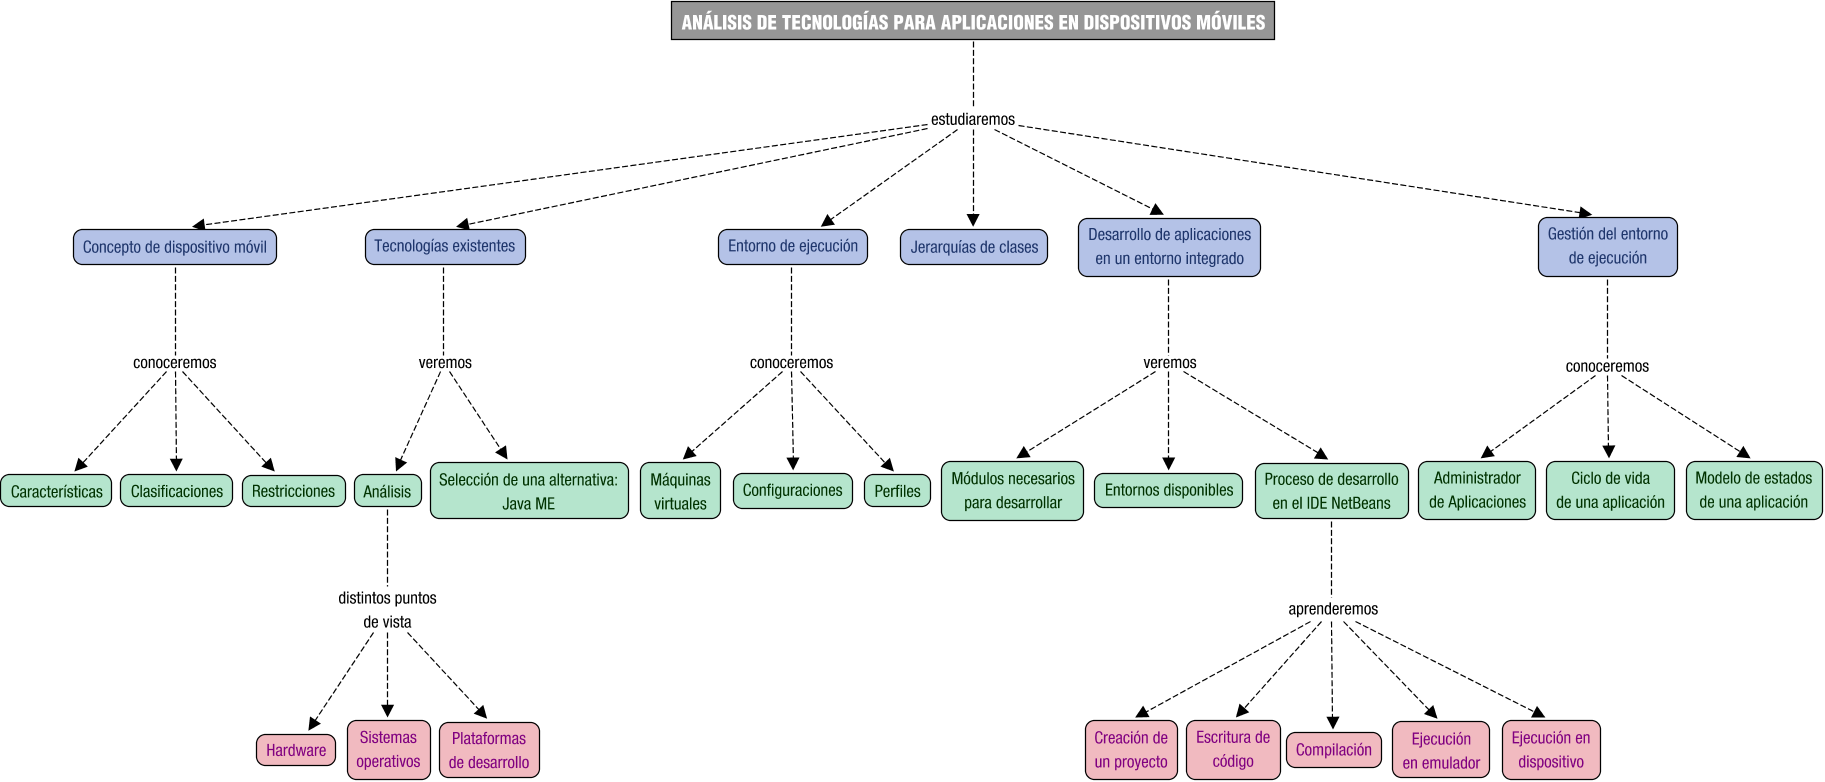 ANÁLISIS DE TECNOLOGÍAS PARA APLICACIONES EN DISPOSITIVOS MÓVILES
estudiaremos
Concepto de dispositivo móvil
Tecnologías existentes
Entorno de ejecución
Jerarquías de clases
Desarrollo de aplicaciones
en un entorno integrado
Gestión del entorno
de ejecución
conoceremos
veremos
conoceremos
veremos
conoceremos
Características
Clasificaciones
Restricciones
Análisis
Selección de una alternativa:
Java ME
Máquinas
virtuales
Configuraciones
Perfiles
Módulos necesarios
para desarrollar
Entornos disponibles
Proceso de desarrollo
en el IDE NetBeans
Administrador
de Aplicaciones
Ciclo de vida
de una aplicación
Modelo de estados
de una aplicación
distintos puntos
de vista
aprenderemos
Hardware
Sistemas
operativos
Plataformas
de desarrollo
Creación de
un proyecto
Escritura de
código
Compilación
Ejecución
en emulador
Ejecución en
dispositivo